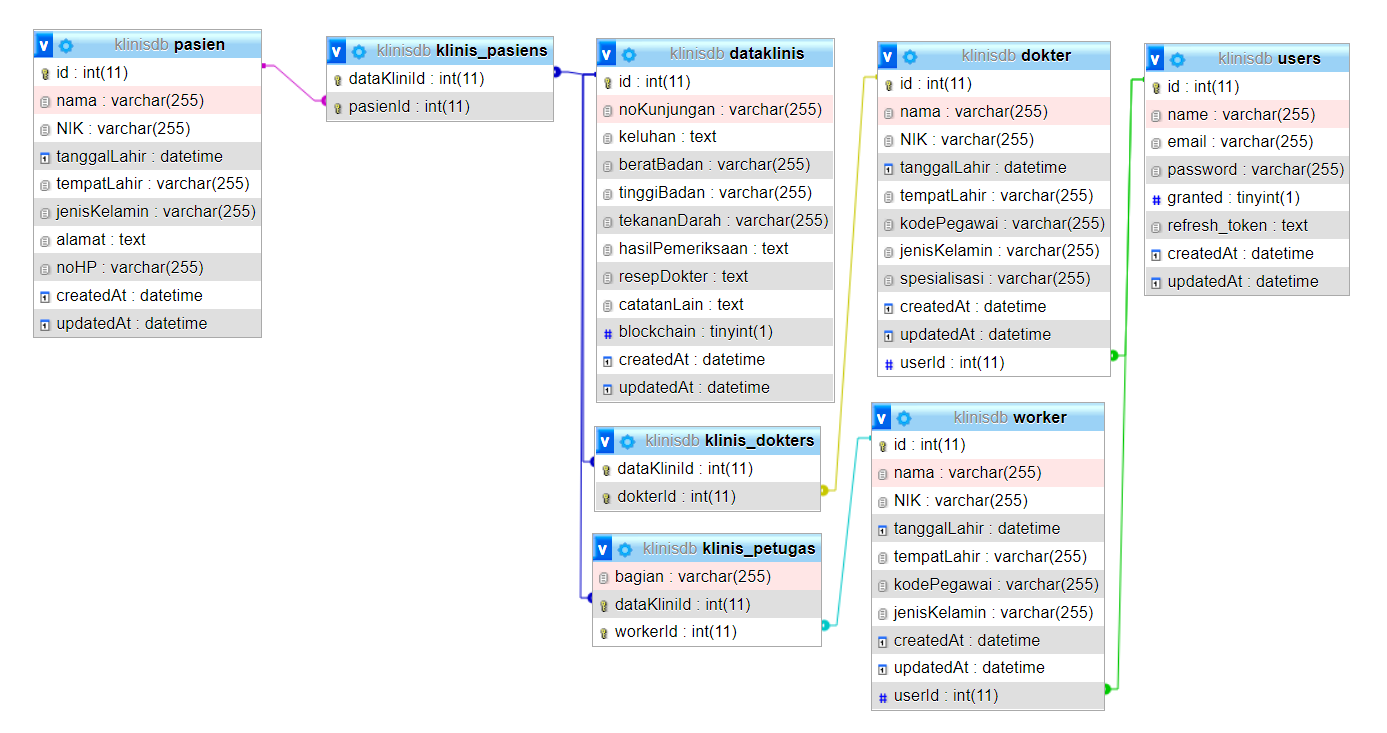 v klinisdb pasien
id : int(11)
nama : varchar(255)
NIK : varchar(255)
tanggalLahir : datetime
tempatLahir : varchar(255)
jenisKelamin : varchar(255)
alamat : text
noHP : varchar(255)
createdAt : datetime
updatedAt : datetime
v klinisdb klinis_pasiens
dataKliniId : int(11)
pasienId : int(11)
v klinisdb dataklinis
id : int(11)
noKunjungan : varchar(255)
keluhan : text
beratBadan : varchar(255)
tinggiBadan : varchar(255)
tekananDarah : varchar(255)
hasilPemeriksaan : text
resepDokter : text
catatanLain : text
# blockchain : tinyint(1)
createdAt : datetime
updatedAt : datetime
v klinisdb klinis_dokters
dataKliniId : int(11)
dokterId : int(11)
v klinisdb klinis_petugas
bagian : varchar(255)
dataKliniId : int(11)
workerId : int(11)
v klinisdb dokter
id : int(11)
nama : varchar(255)
NIK : varchar(255)
tanggalLahir : datetime
tempatLahir : varchar(255)
kodePegawai : varchar(255)
jenisKelamin : varchar(255)
spesialisasi : varchar(255)
createdAt : datetime
updatedAt : datetime
# userId : int(11)
v klinisdb worker
id : int(11)
nama : varchar(255)
NIK : varchar(255)
tanggalLahir : datetime
tempatLahir : varchar(255)
kodePegawai : varchar(255)
jenisKelamin : varchar(255)
createdAt : datetime
updatedAt : datetime
# userId : int(11)
v klinisdb users
id : int(11)
name : varchar(255)
email : varchar(255)
password : varchar(255)
# granted : tinyint(1)
refresh_token : text
createdAt : datetime
updatedAt : datetime